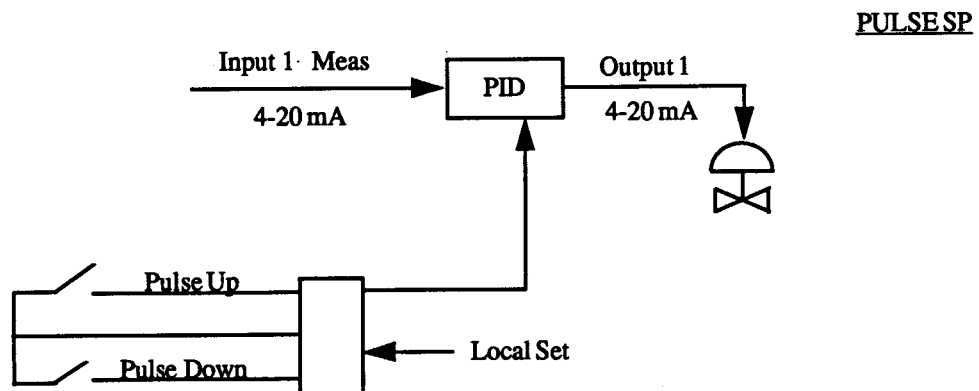 PULSE SP
Input 1 Meas
4-20 mA
PID
Output 1
4-20 mA
Pulse Up
Local Set
Pulse Down